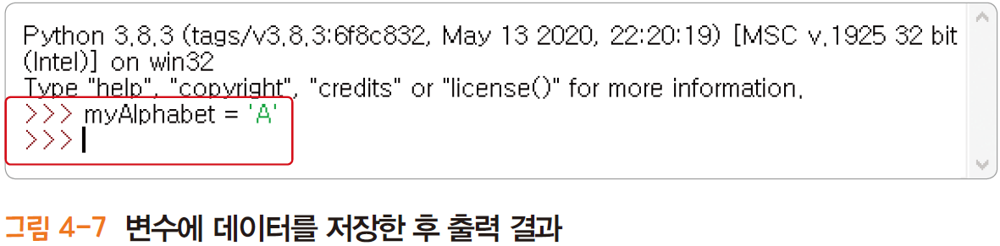 Python 3.8.3 (tags/v3.8.3:6f8c832, May 13 2020, 22:20:19) [MSC v.1925 32 bit
(Intel)] on win32
Type "help", "copyright", "credits" or "license()" for more information.
>>> myAlphabet = 'A'
>>>
그림 4-7 변수에 데이터를 저장한 후 출력 결과